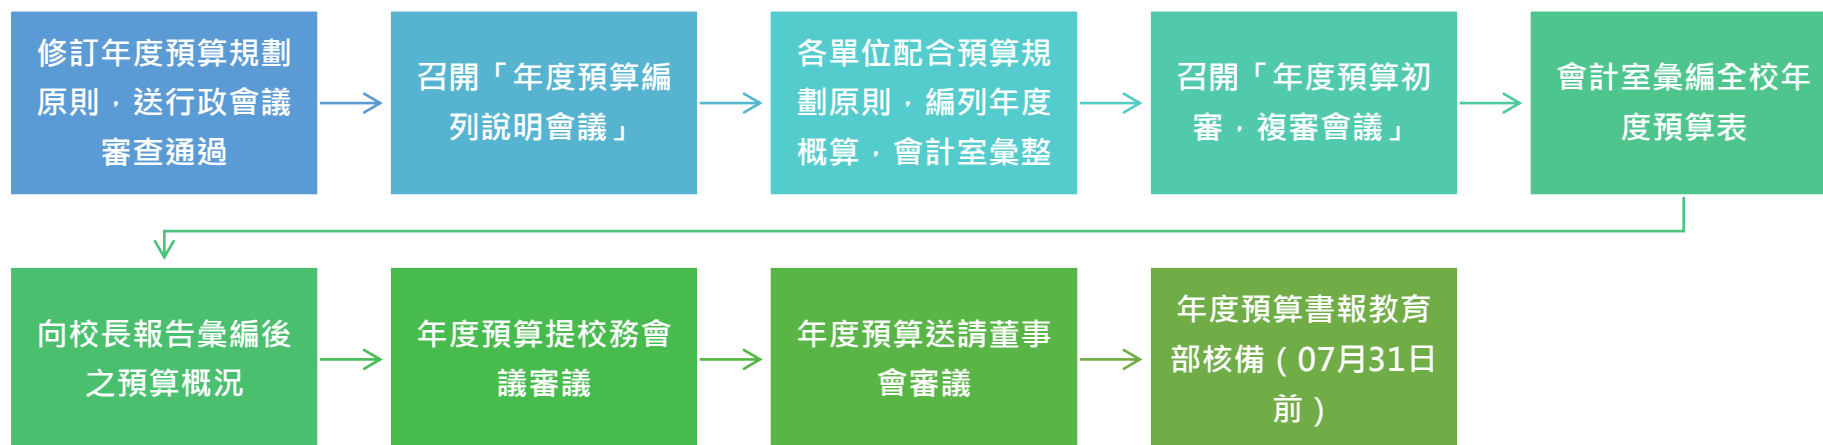 修訂年度預算規劃
原則，送行政會議
審查通過
召開「年度預算編
列說明會議」
各單位配合預算規
劃原則，編列年度
概算，會計室彙整
召開「年度預算初
審，複審會議」
會計室彙編全校年
度預算表
向校長報告彙編後
之預算概況
年度預算提校務會
議審議
年度預算送請董事
會審議
年度預算書報教育
部核備（07月31日
前）